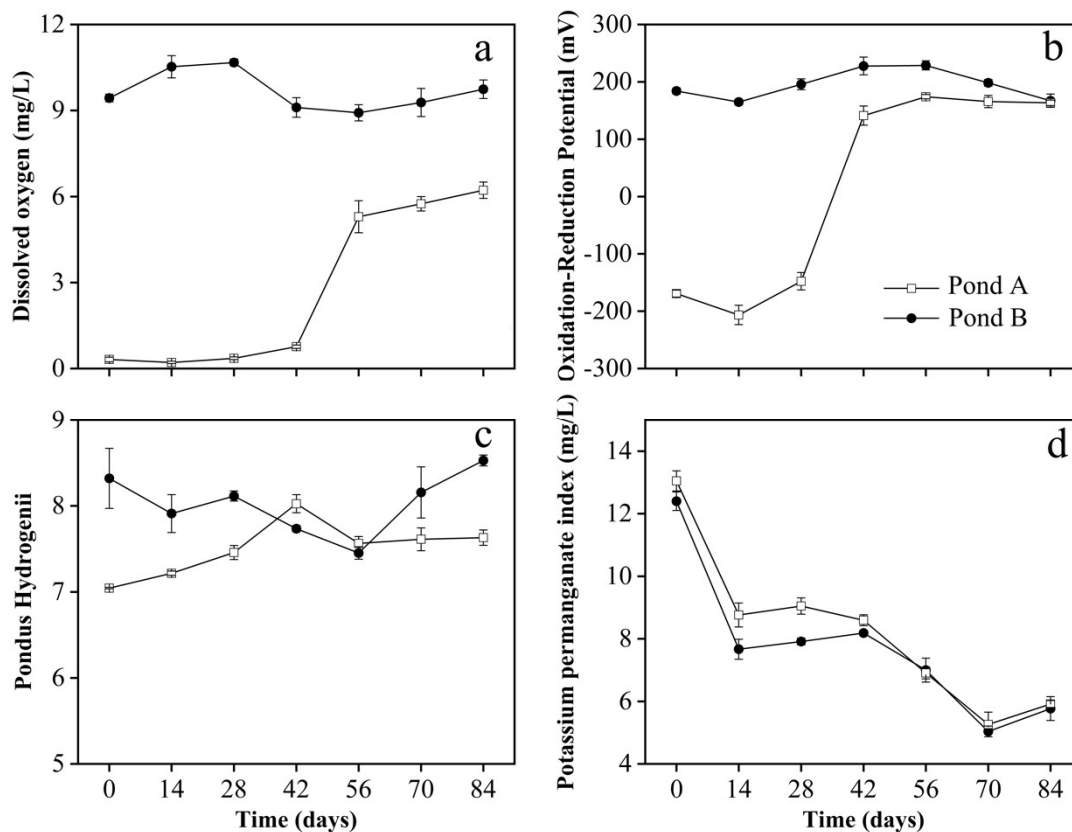 a
Dissolved oxygen (mg/L)
12
9
6
3
0
b
Oxidation-Reduction Potential (mV)
300
200
100
0
-100
-200
-300
Pond A
Pond B
c
Pondus Hydrogenii
9
8
7
6
5
0 14 28 42 56 70 84
Time (days)
d
Potassium permanganate index (mg/L)
14
12
10
8
6
4
0 14 28 42 56 70 84
Time (days)